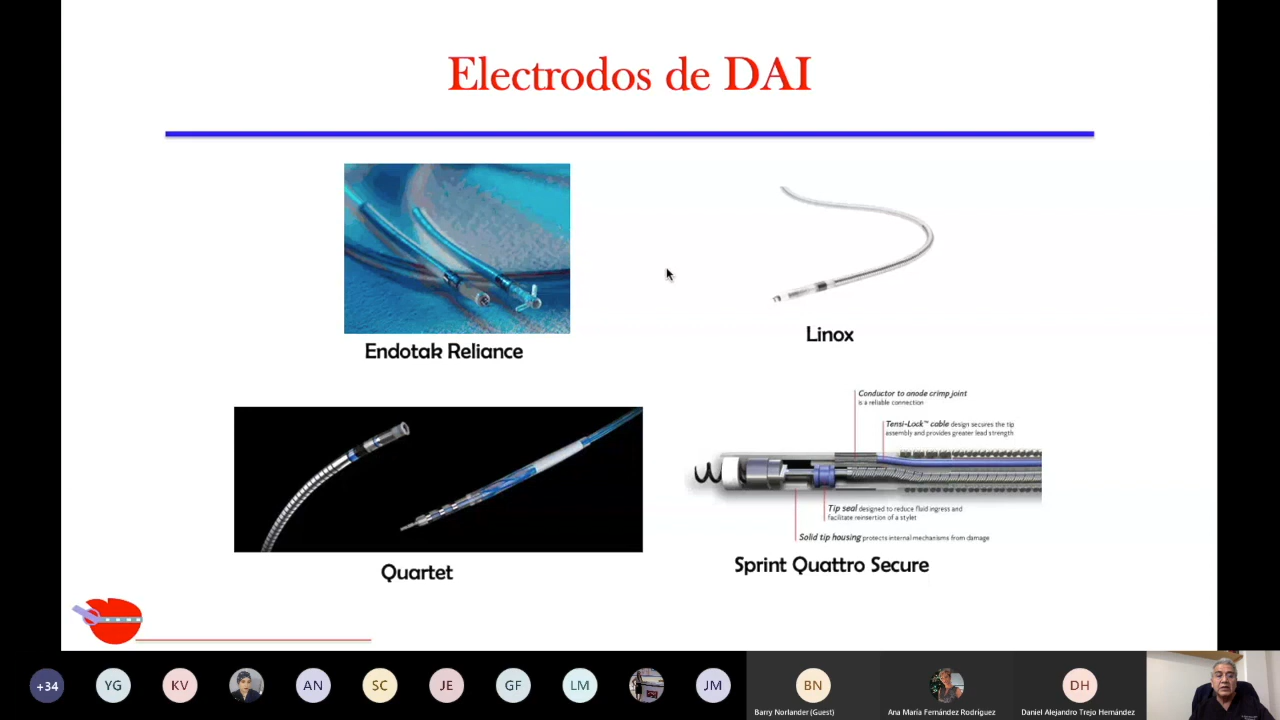 Electrodos de DAI
Endotak Reliance
Linox
Conductor to anode crimp joint
is a reliable connection
Tensi-Lock™ cable design secures the tip
assembly and provides greater lead strength
Tip seal designed to reduce fluid ingress and
facilitate reinsertion of a stylet
Solid tip housing protects internal mechanisms from damage
Quartet
Sprint Quattro Secure
+34
YG
KV
AN
SC
JE
GF
LM
JM
BN
DH
Barry Norlander (Guest)
Ana María Fernández Rodríguez
Daniel Alejandro Trejo Hernández